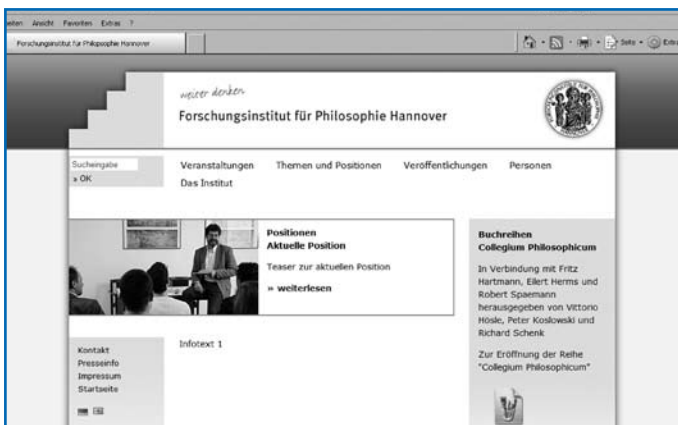 eiten Ansicht Favoriten Extras ?
Forschungsinstitut für Philosophie Hannover
Seite
Extra
weiter denken
Forschungsinstitut für Philosophie Hannover
Sucheingabe
» OK
Veranstaltungen Themen und Positionen Veröffentlichungen Personen
Das Institut
Positionen
Aktuelle Position
Teaser zur aktuellen Position
» weiterlesen
Buchreihen
Collegium Philosophicum
In Verbindung mit Fritz
Hartmann, Eilert Herms und
Robert Spaemann
herausgegeben von Vittorio
Hösle, Peter Koslowski und
Richard Schenk
Zur Eröffnung der Reihe
"Collegium Philosophicum"
Kontakt
Presseinfo
Impressum
Startseite
Infotext 1